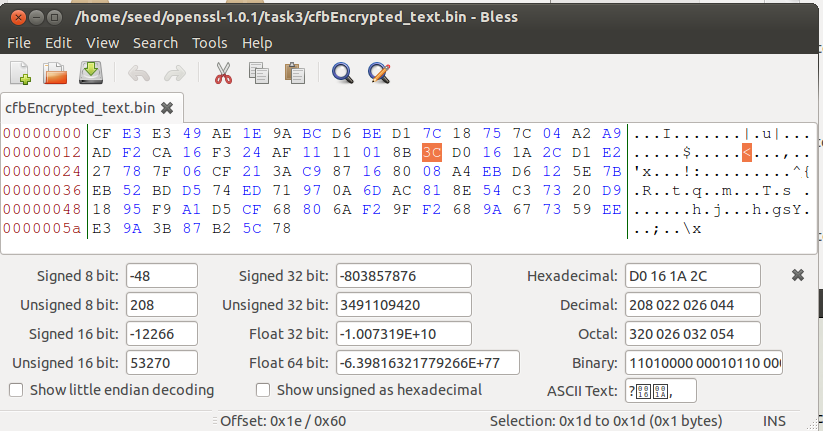 /home/seed/openssl-1.0.1/task3/cfbEncrypted_text.bin - Bless
File Edit View Search Tools Help
cfbEncrypted_text.bin
00000000 CF E3 E3 49 AE 1E 9A BC D6 BE D1 7C 18 75 7C 04 A2 A9 ...I.......|.u|...
00000012 AD F2 CA 16 F3 24 AF 11 11 01 8B 3C D0 16 1A 2C D1 E2 .....$.....<...,..
00000024 27 78 7F 06 CF 21 3A C9 87 16 80 08 A4 EB D6 12 5E 7B 'x...!:.........^{
00000036 EB 52 BD D5 74 ED 71 97 0A 6D AC 81 8E 54 C3 73 20 D9 .R..t.q..m...T.s .
00000048 18 95 F9 A1 D5 CF 68 80 6A F2 9F F2 68 9A 67 73 59 EE ......h.j...h.gsY.
0000005a E3 9A 3B 87 B2 5C 78 ..;..\x
Signed 8 bit: -48 Signed 32 bit: -803857876 Hexadecimal: D0 16 1A 2C
Unsigned 8 bit: 208 Unsigned 32 bit: 3491109420 Decimal: 208 022 026 044
Signed 16 bit: -12266 Float 32 bit: -1.007319E+10 Octal: 320 026 032 054
Unsigned 16 bit: 53270 Float 64 bit: -6.39816321779266E+77 Binary: 11010000 00010110 00
Show little endian decoding Show unsigned as hexadecimal ASCII Text: ?,
Offset: 0x1e / 0x60 Selection: 0x1d to 0x1d (0x1 bytes) INS